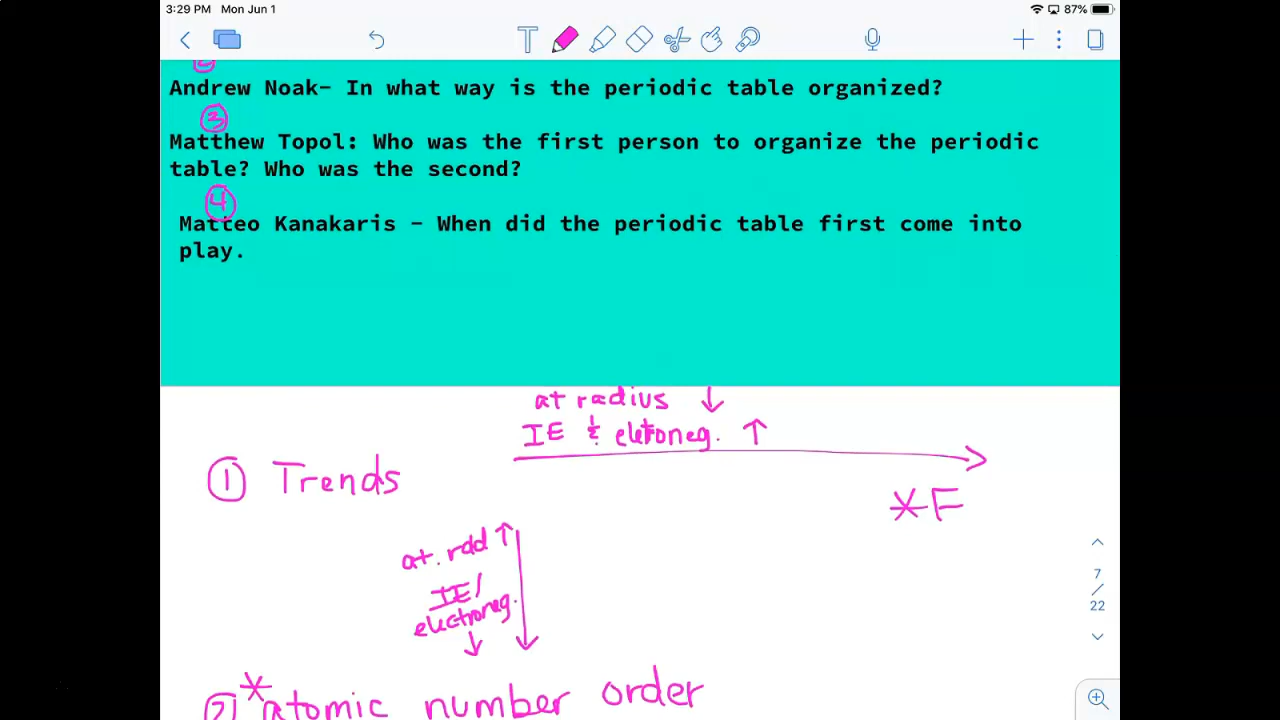 3:29 PM Mon Jun 1
87%
T
Andrew Noak- In what way is the periodic table organized?
3
Matthew Topol: Who was the first person to organize the periodic
table? Who was the second?
4
Matteo Kanakaris - When did the periodic table first come into
play.
at radius ↓
IE & eletroneg. ↑
1 Trends
*F
at. rad ↑
IE/
electroneg.
↓
7
/
22
2 *atomic number order